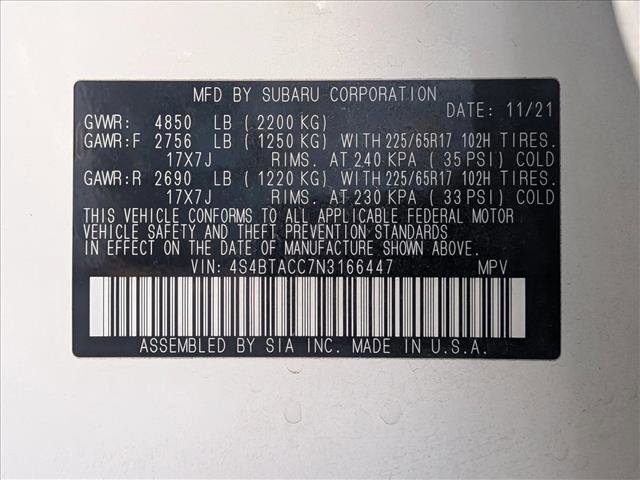 MFD BY SUBARU CORPORATION
DATE: 11/21
GVWR: 4850 LB ( 2200 KG)
GAWR:F 2756 LB ( 1250 KG) WITH 225/65R17 102H TIRES.
17X7J RIMS. AT 240 KPA ( 35 PSI) COLD
GAWR:R 2690 LB ( 1220 KG) WITH 225/65R17 102H TIRES.
17X7J RIMS. AT 230 KPA ( 33 PSI) COLD
THIS VEHICLE CONFORMS TO ALL APPLICABLE FEDERAL MOTOR
VEHICLE SAFETY AND THEFT PREVENTION STANDARDS
IN EFFECT ON THE DATE OF MANUFACTURE SHOWN ABOVE.
VIN: 4S4BTACC7N3166447 MPV
ASSEMBLED BY SIA INC. MADE IN U.S.A.